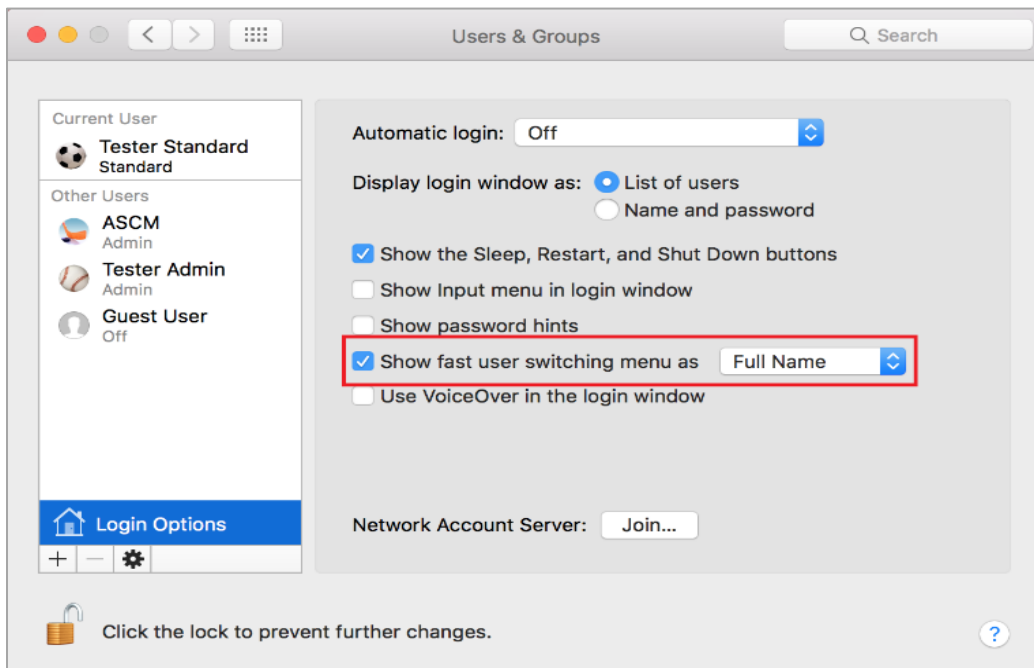 Users & Groups
Search
Current User
Tester Standard
Standard
Other Users
ASCM
Admin
Tester Admin
Admin
Guest User
Off
Login Options
Automatic login: Off
Display login window as: List of users
Name and password
Show the Sleep, Restart, and Shut Down buttons
Show Input menu in login window
Show password hints
Show fast user switching menu as Full Name
Use VoiceOver in the login window
Network Account Server: Join...
Click the lock to prevent further changes.
?